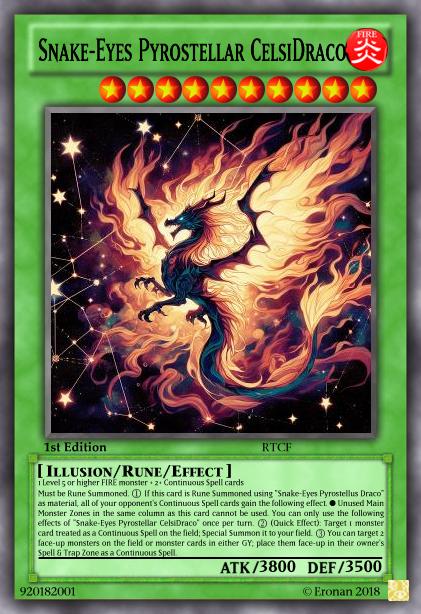 Snake-Eyes Pyrostellar CelsiDraco
FIRE
炎
1st Edition
RTCF
[ Illusion/Rune/Effect ]
1 Level 5 or higher FIRE monster + 2+ Continuous Spell cards
Must be Rune Summoned. ① If this card is Rune Summoned using "Snake-Eyes Pyrostellus Draco"
as material, all of your opponent's Continuous Spell cards gain the following effect. ● Unused Main
Monster Zones in the same column as this card cannot be used. You can only use the following
effects of "Snake-Eyes Pyrostellar CelsiDraco" once per turn. ② (Quick Effect): Target 1 monster
card treated as a Continuous Spell on the field; Special Summon it to your field. ③ You can target 2
face-up monsters on the field or monster cards in either GY; place them face-up in their owner's
Spell & Trap Zone as a Continuous Spell.
ATK/3800 DEF/3500
920182001
© Eronan 2018